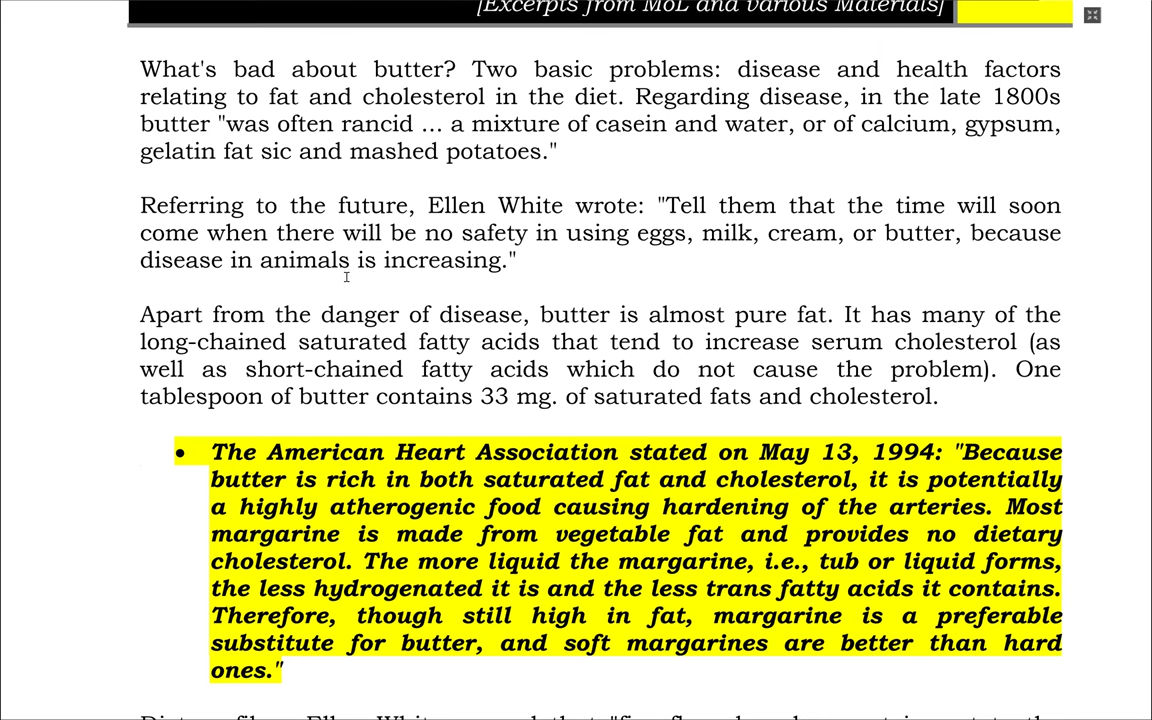 [Excerpts from MoL and various Materials]
What's bad about butter? Two basic problems: disease and health factors
relating to fat and cholesterol in the diet. Regarding disease, in the late 1800s
butter "was often rancid ... a mixture of casein and water, or of calcium, gypsum,
gelatin fat sic and mashed potatoes."
Referring to the future, Ellen White wrote: "Tell them that the time will soon
come when there will be no safety in using eggs, milk, cream, or butter, because
disease in animals is increasing."
Apart from the danger of disease, butter is almost pure fat. It has many of the
long-chained saturated fatty acids that tend to increase serum cholesterol (as
well as short-chained fatty acids which do not cause the problem). One
tablespoon of butter contains 33 mg. of saturated fats and cholesterol.
• The American Heart Association stated on May 13, 1994: "Because
butter is rich in both saturated fat and cholesterol, it is potentially
a highly atherogenic food causing hardening of the arteries. Most
margarine is made from vegetable fat and provides no dietary
cholesterol. The more liquid the margarine, i.e., tub or liquid forms,
the less hydrogenated it is and the less trans fatty acids it contains.
Therefore, though still high in fat, margarine is a preferable
substitute for butter, and soft margarines are better than hard
ones."